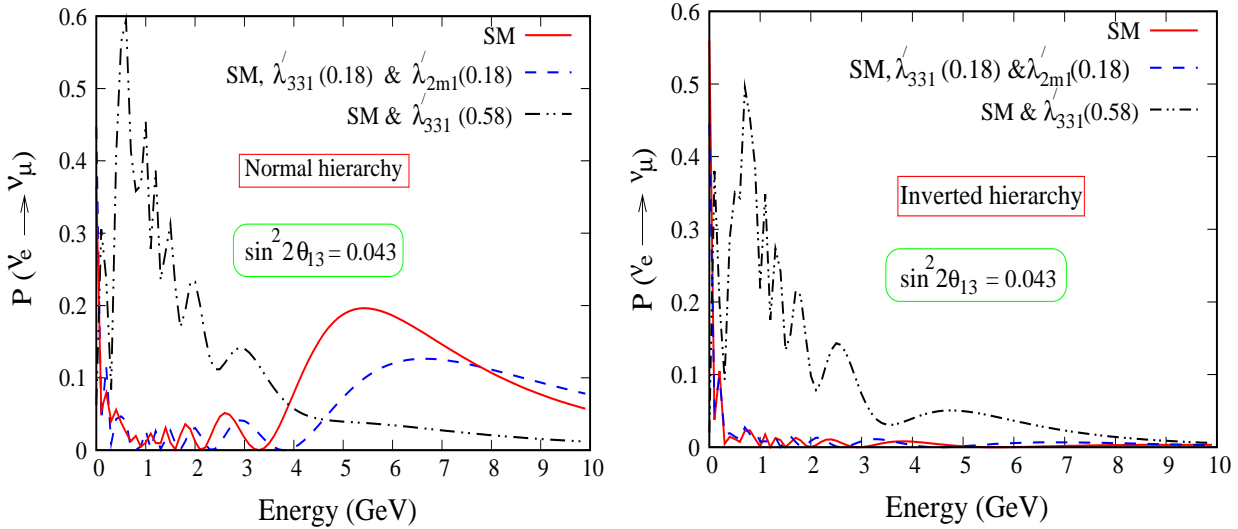 0.6
0.5
0.4
0.3
0.2
0.1
0
P (νe → νμ)
SM
SM, λ′331 (0.18) & λ′2m1(0.18)
SM & λ′331 (0.58)
Normal hierarchy
sin²2θ13 = 0.043
0 1 2 3 4 5 6 7 8 9 10
Energy (GeV)
0.6
0.5
0.4
0.3
0.2
0.1
0
P (νe → νμ)
SM
SM, λ′331 (0.18) &λ′2m1(0.18)
SM & λ′331(0.58)
Inverted hierarchy
sin²2θ13 = 0.043
0 1 2 3 4 5 6 7 8 9 10
Energy (GeV)